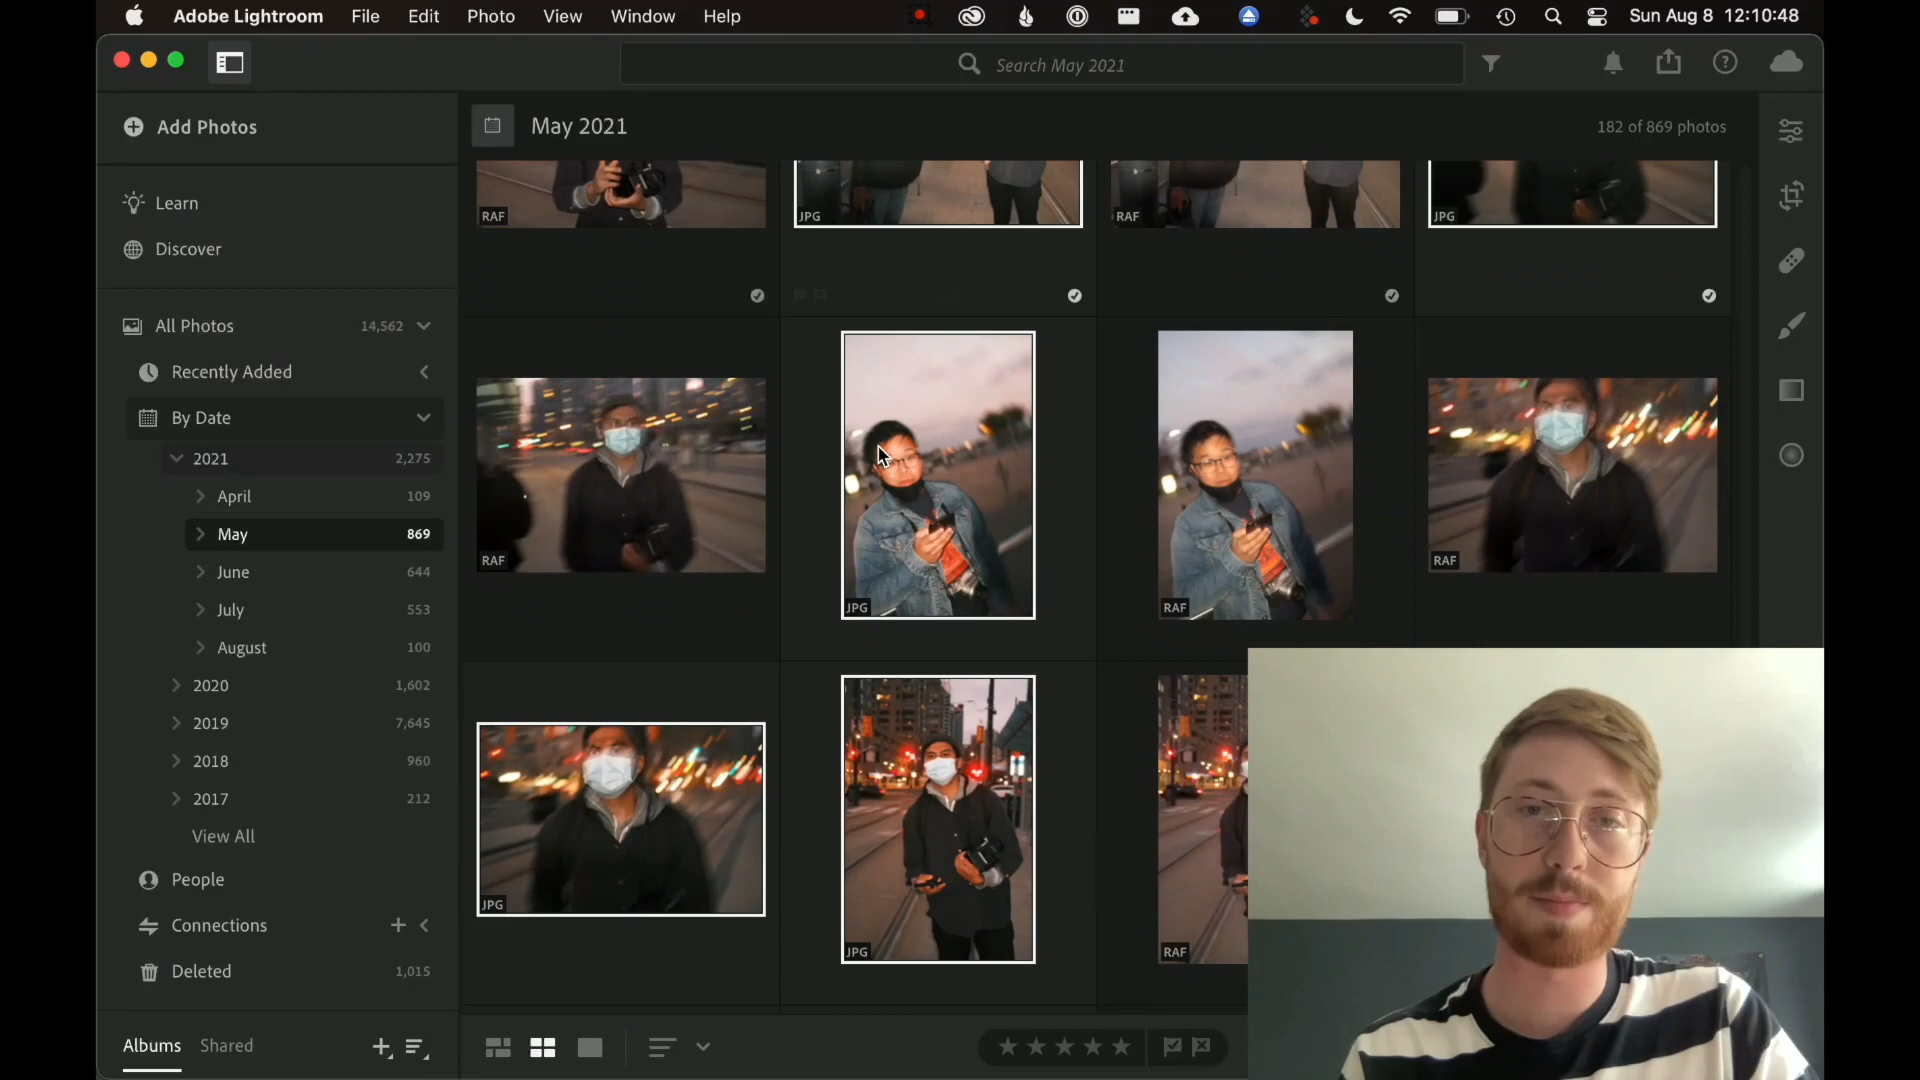 Adobe Lightroom File Edit Photo View Window Help Sun Aug 8 12:10:48
Search May 2021
Add Photos
May 2021
182 of 869 photos
Learn
Discover
All Photos 14,562
Recently Added
By Date
2021 2,275
April 109
May 869
June 644
July 553
August 100
2020 1,602
2019 7,645
2018 960
2017 212
View All
People
Connections
Deleted 1,015
Albums Shared
RAF JPG RAF JPG
RAF JPG RAF RAF
JPG JPG RAF